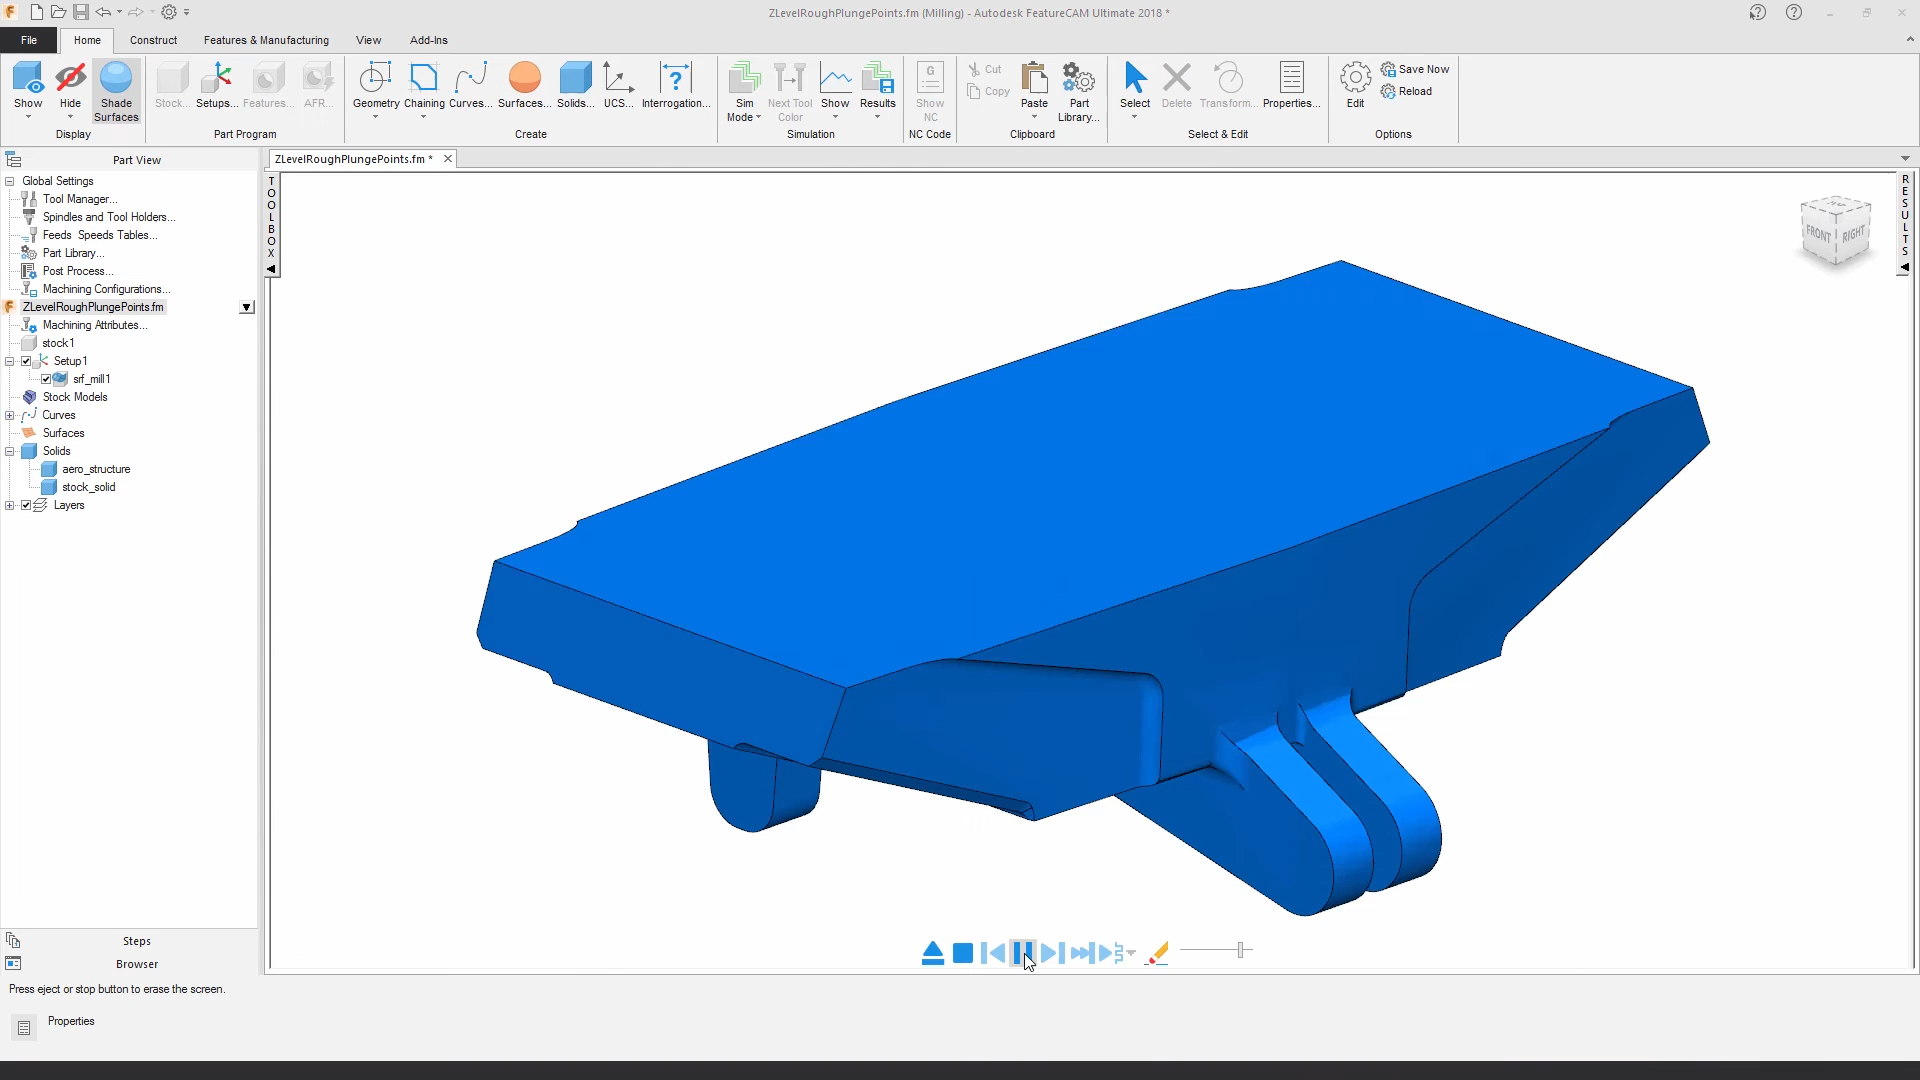 ZLevelRoughPlungePoints.fm (Milling) - Autodesk FeatureCAM Ultimate 2018 *
File Home Construct Features & Manufacturing View Add-Ins
Show Hide Shade Surfaces
Stock... Setups... Features... AFR...
Geometry Chaining Curves... Surfaces... Solids... UCS... Interrogation...
Sim Mode Next Tool Color Show Results
G
Show NC
Cut
Copy
Paste Part Library...
Select Delete Transform... Properties...
Edit
Save Now
Reload
Display Part Program Create Simulation NC Code Clipboard Select & Edit Options
Part View
ZLevelRoughPlungePoints.fm *
Global Settings
Tool Manager...
Spindles and Tool Holders...
Feeds Speeds Tables...
Part Library...
Post Process...
Machining Configurations...
ZLevelRoughPlungePoints.fm
Machining Attributes...
stock1
Setup1
srf_mill1
Stock Models
Curves
Surfaces
Solids
aero_structure
stock_solid
Layers
TOOLBOX
FRONT
RIGHT
RESULTS
Steps
Browser
Press eject or stop button to erase the screen.
Properties